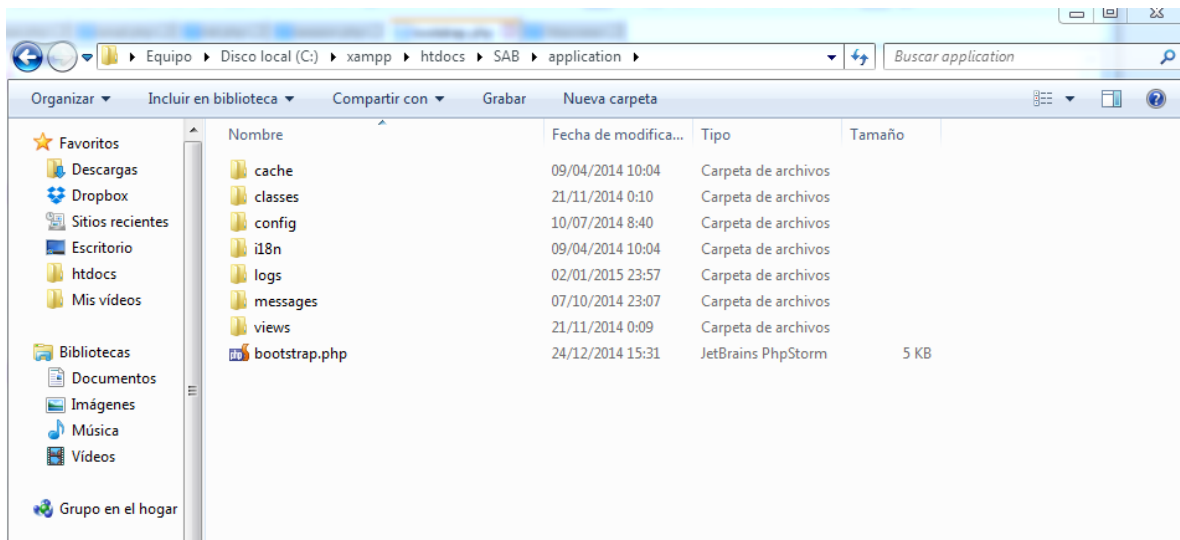 Equipo Disco local (C:) xampp htdocs SAB application Buscar application
Organizar Incluir en biblioteca Compartir con Grabar Nueva carpeta
Nombre Fecha de modifica... Tipo Tamaño
Favoritos
Descargas
Dropbox
Sitios recientes
Escritorio
htdocs
Mis vídeos
Bibliotecas
Documentos
Imágenes
Música
Vídeos
Grupo en el hogar
cache 09/04/2014 10:04 Carpeta de archivos
classes 21/11/2014 0:10 Carpeta de archivos
config 10/07/2014 8:40 Carpeta de archivos
i18n 09/04/2014 10:04 Carpeta de archivos
logs 02/01/2015 23:57 Carpeta de archivos
messages 07/10/2014 23:07 Carpeta de archivos
views 21/11/2014 0:09 Carpeta de archivos
php bootstrap.php 24/12/2014 15:31 JetBrains PhpStorm 5 KB